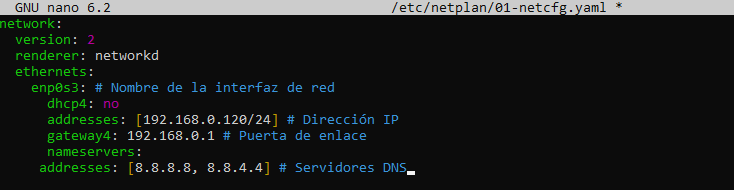 GNU nano 6.2 /etc/netplan/01-netcfg.yaml *
network:
  version: 2
  renderer: networkd
  ethernets:
    enp0s3: # Nombre de la interfaz de red
      dhcp4: no
      addresses: [192.168.0.120/24] # Dirección IP
      gateway4: 192.168.0.1 # Puerta de enlace
      nameservers:
     addresses: [8.8.8.8, 8.8.4.4] # Servidores DNS